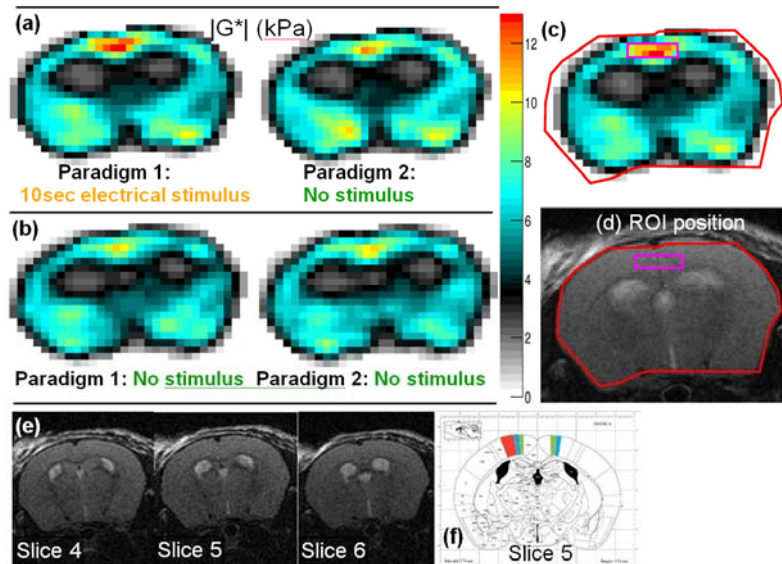 (a)
|G*| (kPa)
Paradigm 1:
10sec electrical stimulus
Paradigm 2:
No stimulus
(b)
Paradigm 1: No stimulus Paradigm 2: No stimulus
12
10
8
6
4
2
0
(c)
(d) ROI position
(e)
Slice 4
Slice 5
Slice 6
(f)
Slice 5